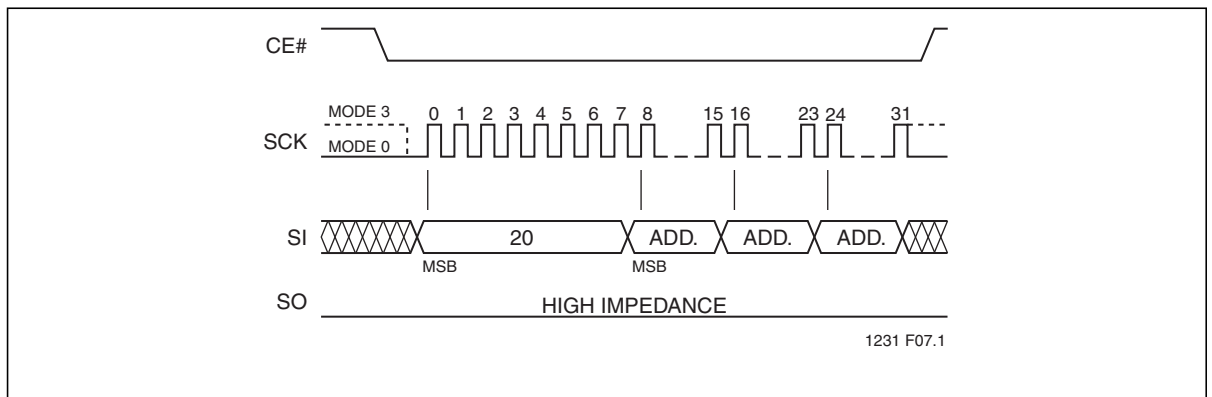 CE#
MODE 3
0 1 2 3 4 5 6 7 8 15 16 23 24 31
SCK
MODE 0
SI
20
ADD.
ADD.
ADD.
MSB
MSB
SO
HIGH IMPEDANCE
1231 F07.1